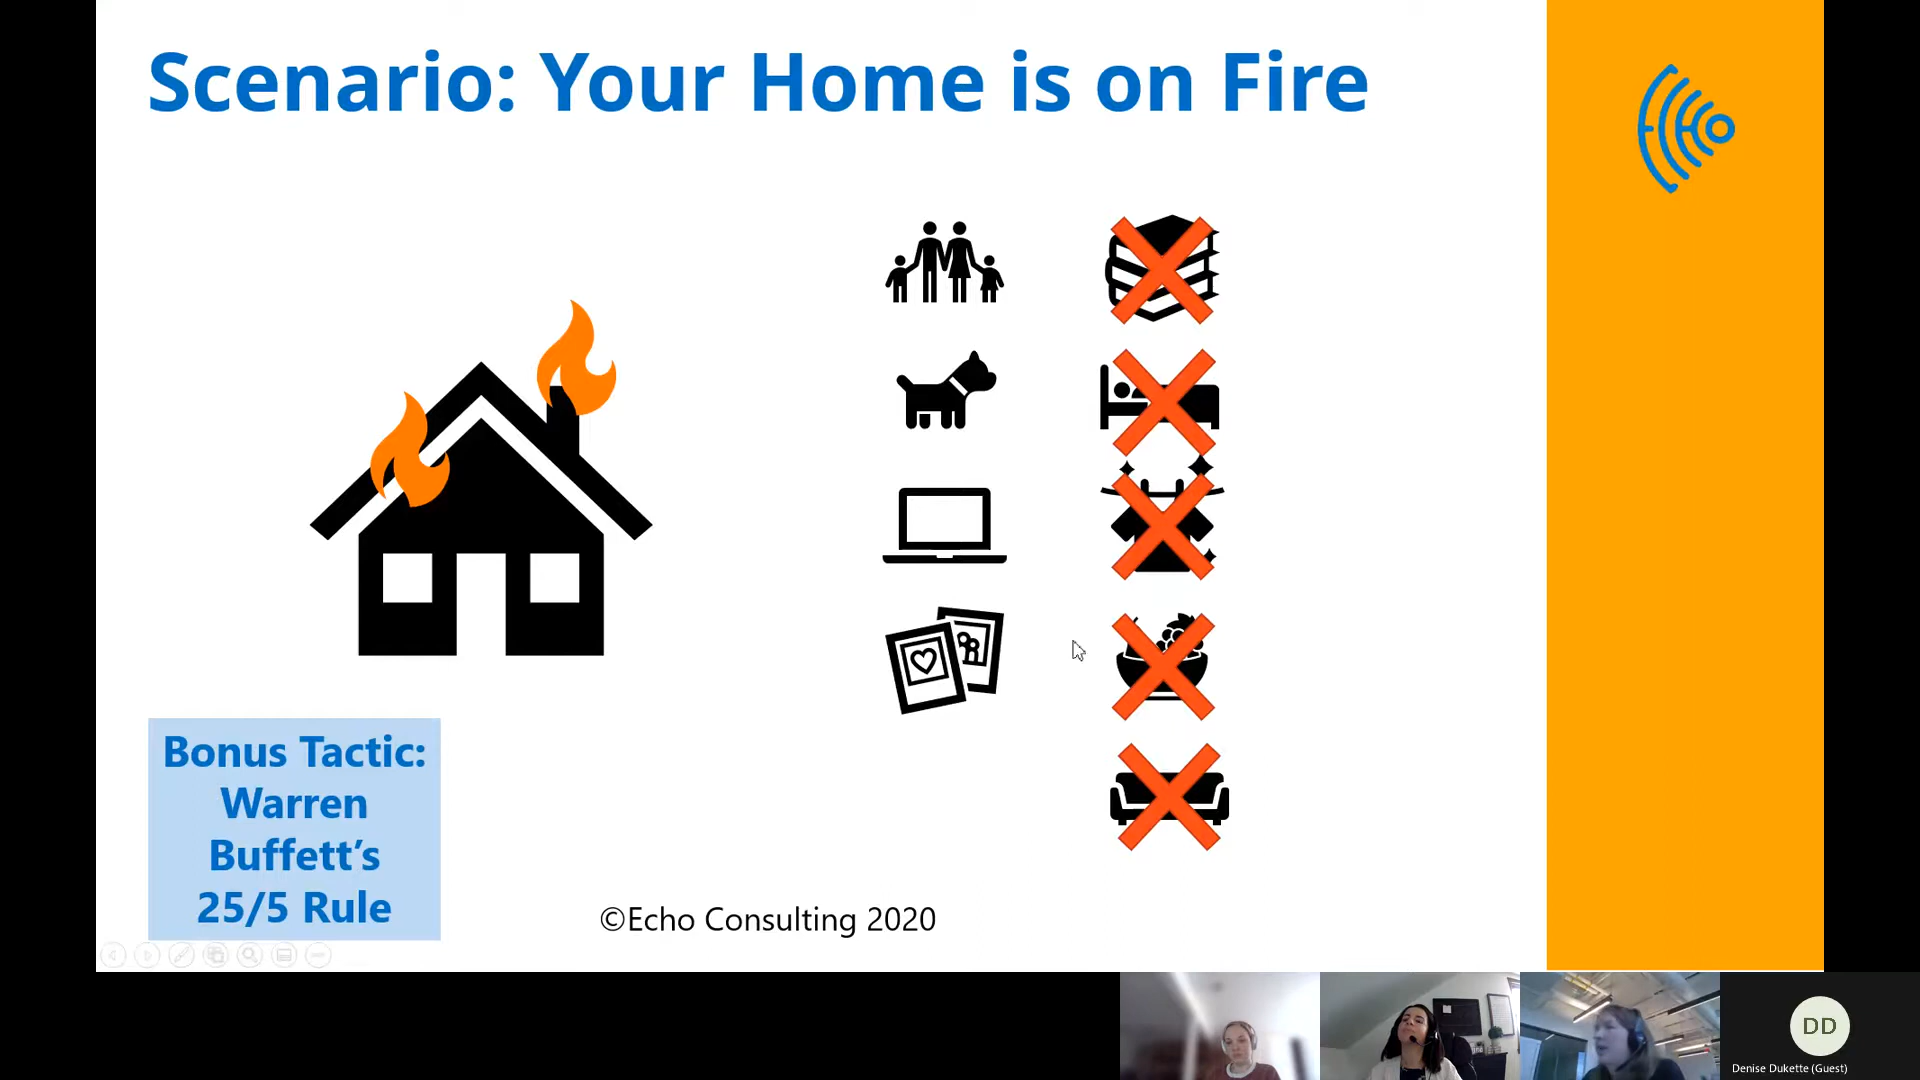 Scenario: Your Home is on Fire
ECHO
Bonus Tactic:
Warren
Buffett’s
25/5 Rule
©Echo Consulting 2020
DD
Denise Dukette (Guest)